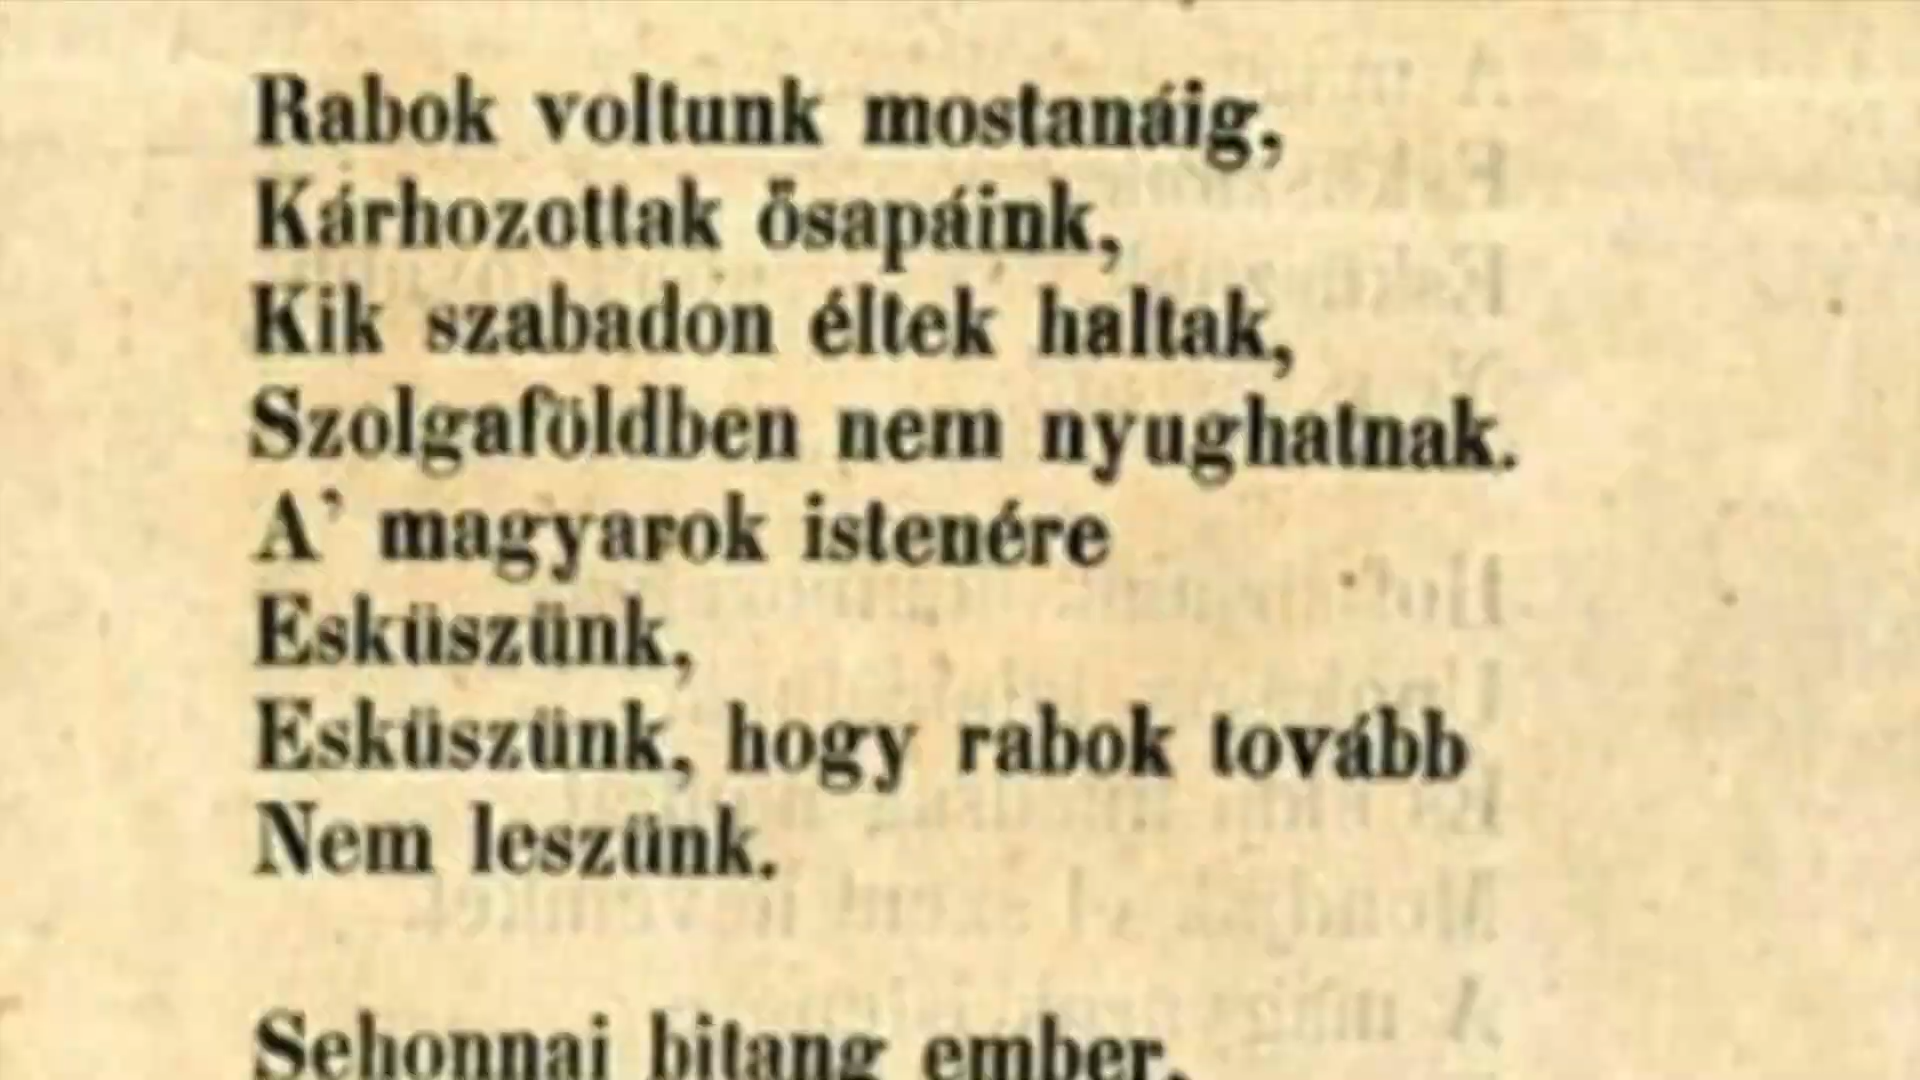 Rabok voltunk mostanáig,
Kárhozottak ősapáink,
Kik szabadon éltek haltak,
Szolgaföldben nem nyughatnak.
A’ magyarok istenére
Esküszünk,
Esküszünk, hogy rabok tovább
Nem leszünk.
Sehonnai bitang ember,